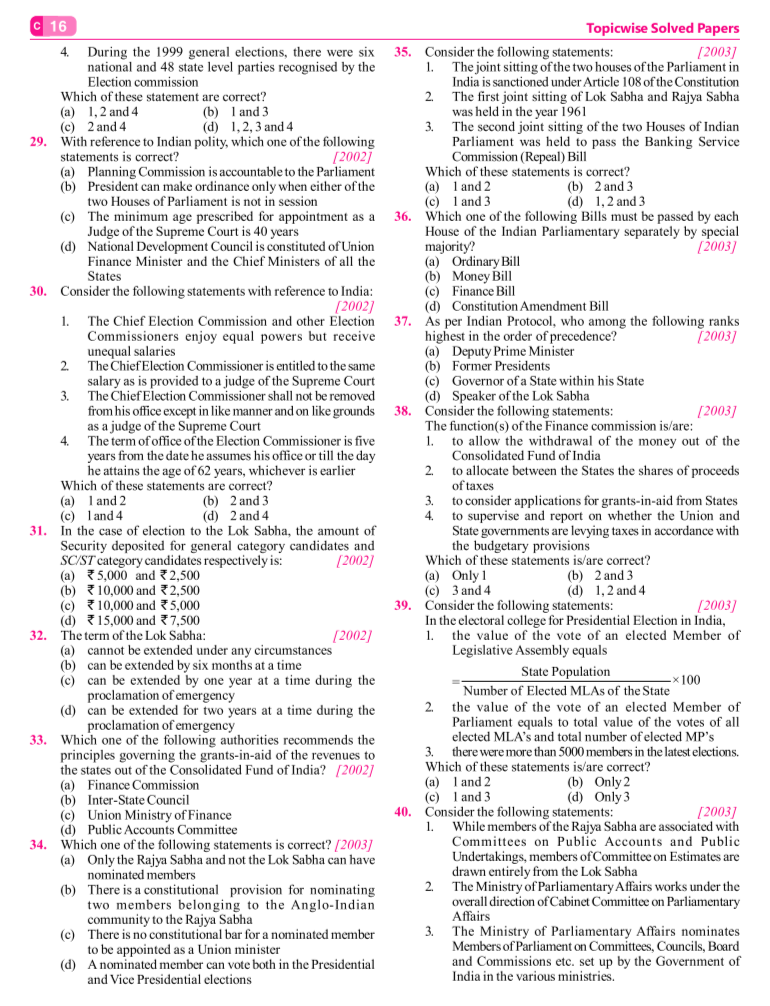 C 16
Topicwise Solved Papers
4. During the 1999 general elections, there were six
national and 48 state level parties recognised by the
Election commission
Which of these statement are correct?
(a) 1, 2 and 4 (b) 1 and 3
(c) 2 and 4 (d) 1, 2, 3 and 4
29. With reference to Indian polity, which one of the following
statements is correct? [2002]
(a) Planning Commission is accountable to the Parliament
(b) President can make ordinance only when either of the
two Houses of Parliament is not in session
(c) The minimum age prescribed for appointment as a
Judge of the Supreme Court is 40 years
(d) National Development Council is constituted of Union
Finance Minister and the Chief Ministers of all the
States
30. Consider the following statements with reference to India:
[2002]
1. The Chief Election Commission and other Election
Commissioners enjoy equal powers but receive
unequal salaries
2. The Chief Election Commissioner is entitled to the same
salary as is provided to a judge of the Supreme Court
3. The Chief Election Commissioner shall not be removed
from his office except in like manner and on like grounds
as a judge of the Supreme Court
4. The term of office of the Election Commissioner is five
years from the date he assumes his office or till the day
he attains the age of 62 years, whichever is earlier
Which of these statements are correct?
(a) 1 and 2 (b) 2 and 3
(c) l and 4 (d) 2 and 4
31. In the case of election to the Lok Sabha, the amount of
Security deposited for general category candidates and
SC/ST category candidates respectively is: [2002]
(a) ₹ 5,000 and ₹ 2,500
(b) ₹ 10,000 and ₹ 2,500
(c) ₹ 10,000 and ₹ 5,000
(d) ₹ 15,000 and ₹ 7,500
32. The term of the Lok Sabha: [2002]
(a) cannot be extended under any circumstances
(b) can be extended by six months at a time
(c) can be extended by one year at a time during the
proclamation of emergency
(d) can be extended for two years at a time during the
proclamation of emergency
33. Which one of the following authorities recommends the
principles governing the grants-in-aid of the revenues to
the states out of the Consolidated Fund of India? [2002]
(a) Finance Commission
(b) Inter-State Council
(c) Union Ministry of Finance
(d) Public Accounts Committee
34. Which one of the following statements is correct? [2003]
(a) Only the Rajya Sabha and not the Lok Sabha can have
nominated members
(b) There is a constitutional provision for nominating
two members belonging to the Anglo-Indian
community to the Rajya Sabha
(c) There is no constitutional bar for a nominated member
to be appointed as a Union minister
(d) A nominated member can vote both in the Presidential
and Vice Presidential elections
35. Consider the following statements: [2003]
1. The joint sitting of the two houses of the Parliament in
India is sanctioned under Article 108 of the Constitution
2. The first joint sitting of Lok Sabha and Rajya Sabha
was held in the year 1961
3. The second joint sitting of the two Houses of Indian
Parliament was held to pass the Banking Service
Commission (Repeal) Bill
Which of these statements is correct?
(a) 1 and 2 (b) 2 and 3
(c) 1 and 3 (d) 1, 2 and 3
36. Which one of the following Bills must be passed by each
House of the Indian Parliamentary separately by special
majority? [2003]
(a) Ordinary Bill
(b) Money Bill
(c) Finance Bill
(d) Constitution Amendment Bill
37. As per Indian Protocol, who among the following ranks
highest in the order of precedence? [2003]
(a) Deputy Prime Minister
(b) Former Presidents
(c) Governor of a State within his State
(d) Speaker of the Lok Sabha
38. Consider the following statements: [2003]
The function(s) of the Finance commission is/are:
1. to allow the withdrawal of the money out of the
Consolidated Fund of India
2. to allocate between the States the shares of proceeds
of taxes
3. to consider applications for grants-in-aid from States
4. to supervise and report on whether the Union and
State governments are levying taxes in accordance with
the budgetary provisions
Which of these statements is/are correct?
(a) Only 1 (b) 2 and 3
(c) 3 and 4 (d) 1, 2 and 4
39. Consider the following statements: [2003]
In the electoral college for Presidential Election in India,
1. the value of the vote of an elected Member of
Legislative Assembly equals
State Population
= ×100
Number of Elected MLAs of the State
2. the value of the vote of an elected Member of
Parliament equals to total value of the votes of all
elected MLA's and total number of elected MP's
3. there were more than 5000 members in the latest elections.
Which of these statements is/are correct?
(a) 1 and 2 (b) Only 2
(c) 1 and 3 (d) Only 3
40. Consider the following statements: [2003]
1. While members of the Rajya Sabha are associated with
Committees on Public Accounts and Public
Undertakings, members of Committee on Estimates are
drawn entirely from the Lok Sabha
2. The Ministry of Parliamentary Affairs works under the
overall direction of Cabinet Committee on Parliamentary
Affairs
3. The Ministry of Parliamentary Affairs nominates
Members of Parliament on Committees, Councils, Board
and Commissions etc. set up by the Government of
India in the various ministries.